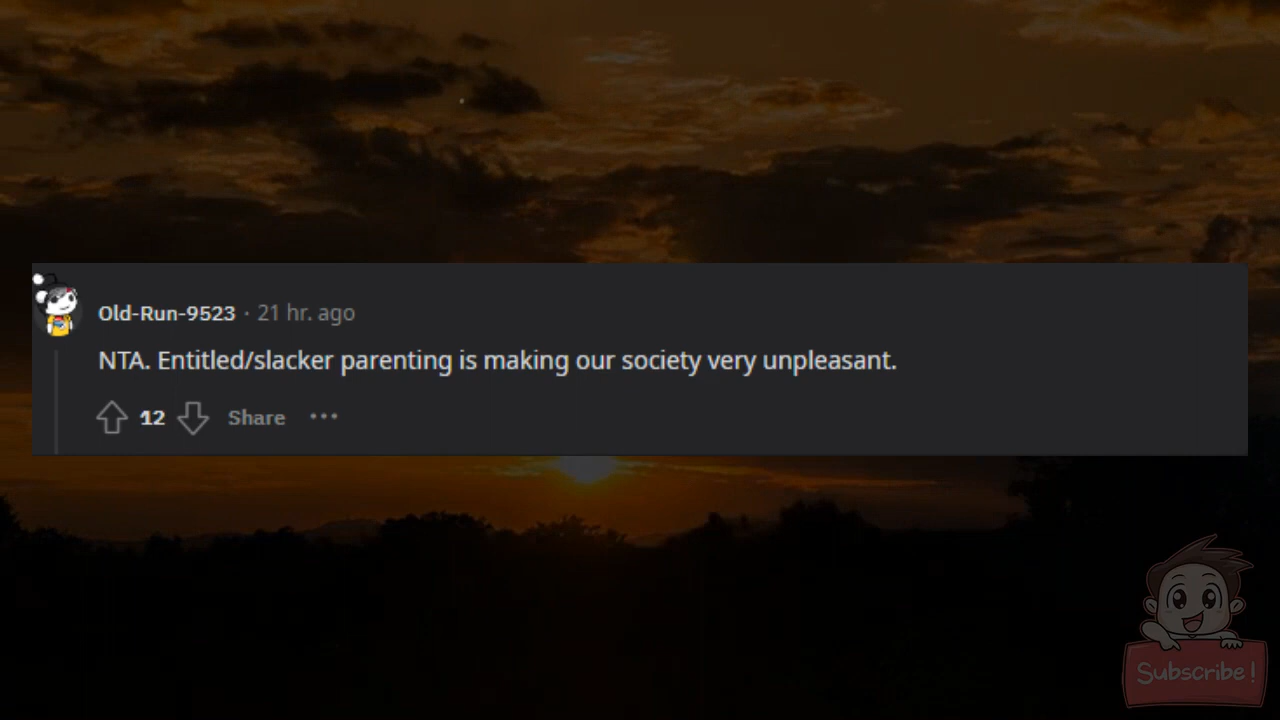 Old-Run-9523 · 21 hr. ago
NTA. Entitled/slacker parenting is making our society very unpleasant.
12 Share ···
Subscribe!